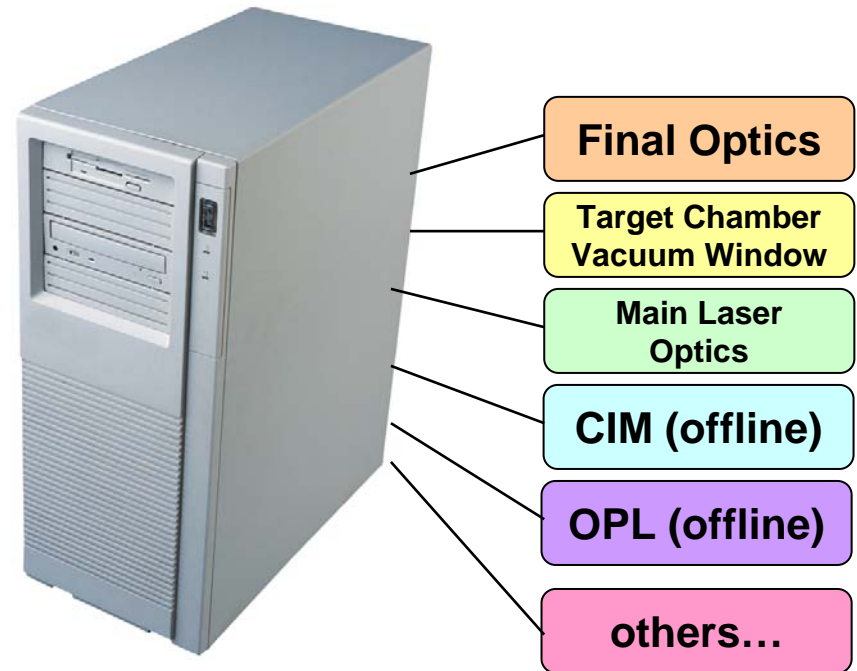 Final Optics
Target Chamber
Vacuum Window
Main Laser
Optics
CIM (offline)
OPL (offline)
others…